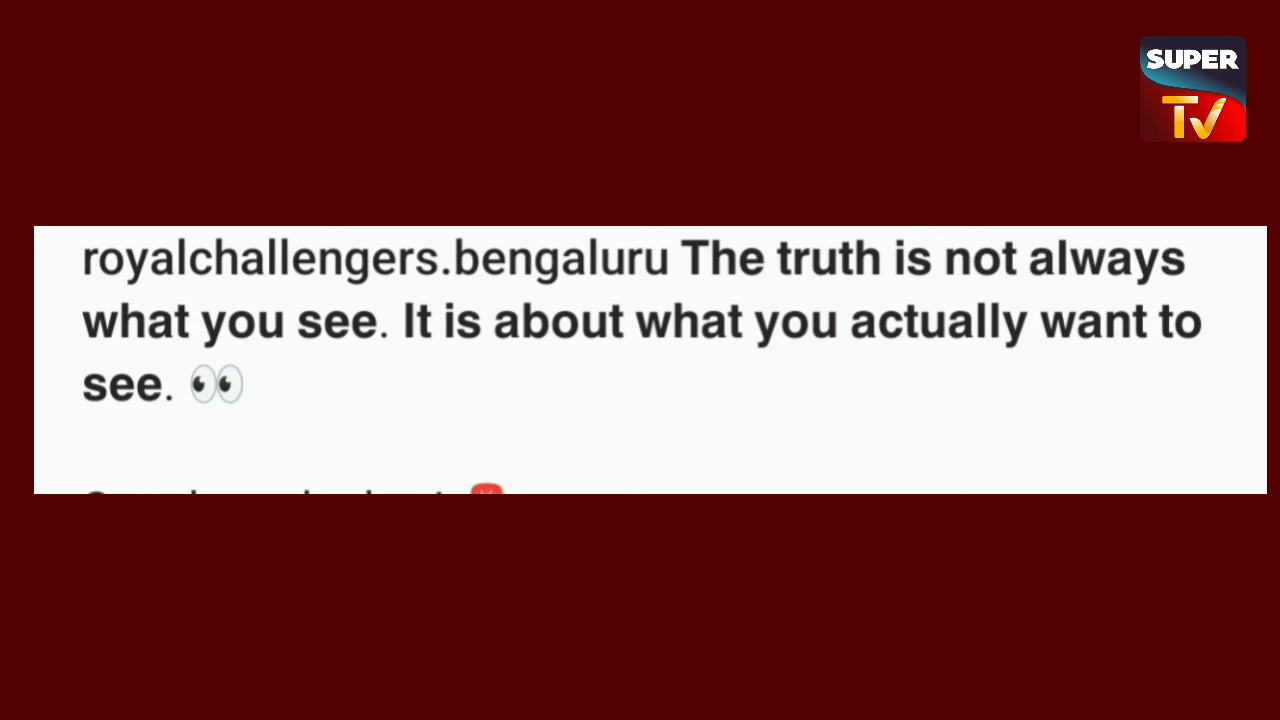 SUPER
TV
royalchallengers.bengaluru The truth is not always
what you see. It is about what you actually want to
see. 👀